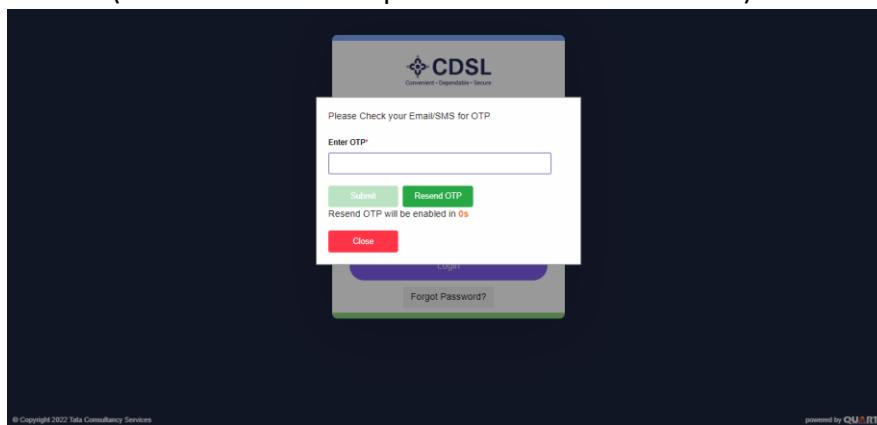 CDSL
Convenient • Dependable • Secure
Please Check your Email/SMS for OTP
Enter OTP*
Submit Resend OTP
Resend OTP will be enabled in 0s
Close
Login
Forgot Password?
© Copyright 2022 Tata Consultancy Services powered by QUART